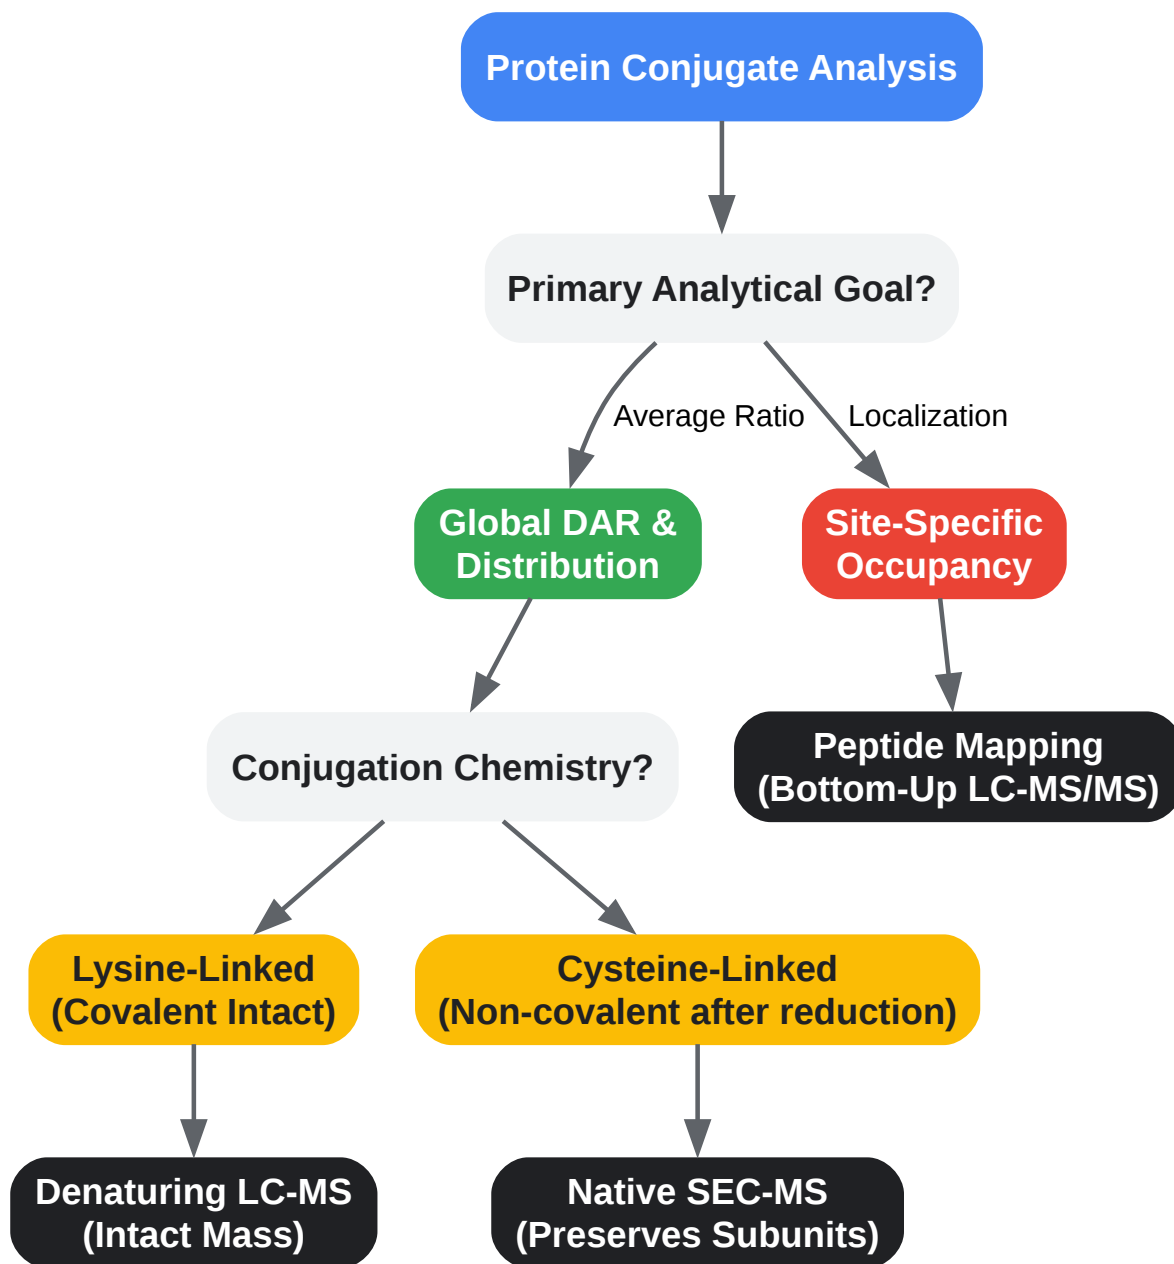 Protein Conjugate Analysis
Primary Analytical Goal?
Average Ratio
Localization
Global DAR &
Distribution
Site-Specific
Occupancy
Conjugation Chemistry?
Peptide Mapping
(Bottom-Up LC-MS/MS)
Lysine-Linked
(Covalent Intact)
Cysteine-Linked
(Non-covalent after reduction)
Denaturing LC-MS
(Intact Mass)
Native SEC-MS
(Preserves Subunits)